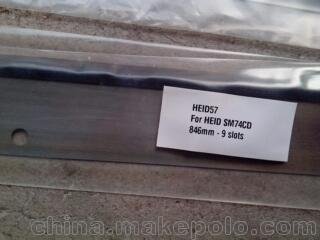 HEID57
For HEID SM74CD
846mm - 9 slots
china.makepolo.com